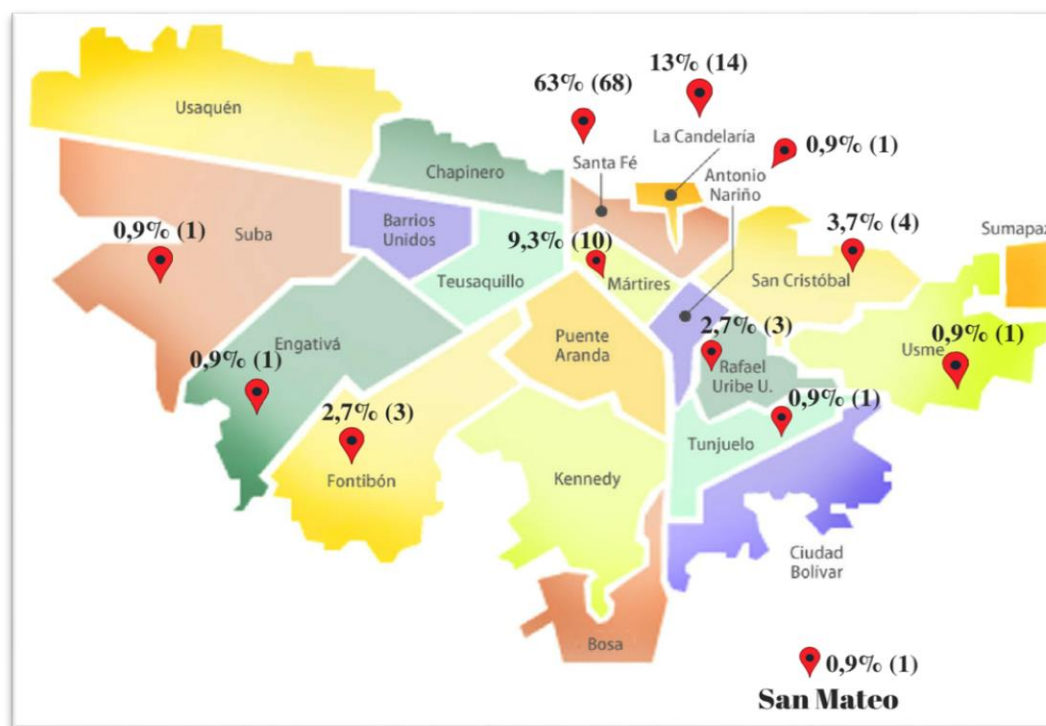 Usaquén
63% (68)
13% (14)
La Candelaría
Santa Fé
Antonio
Nariño
0,9% (1)
Chapinero
0,9% (1)
Suba
Barrios
Unidos
9,3% (10)
Teusaquillo
Mártires
3,7% (4)
San Cristóbal
Sumapaz
Engativá
0,9% (1)
Puente
Aranda
2,7% (3)
Rafael
Uribe U.
0,9% (1)
Usme
2,7% (3)
Fontibón
Kennedy
0,9% (1)
Tunjuelo
Ciudad
Bolívar
Bosa
0,9% (1)
San Mateo